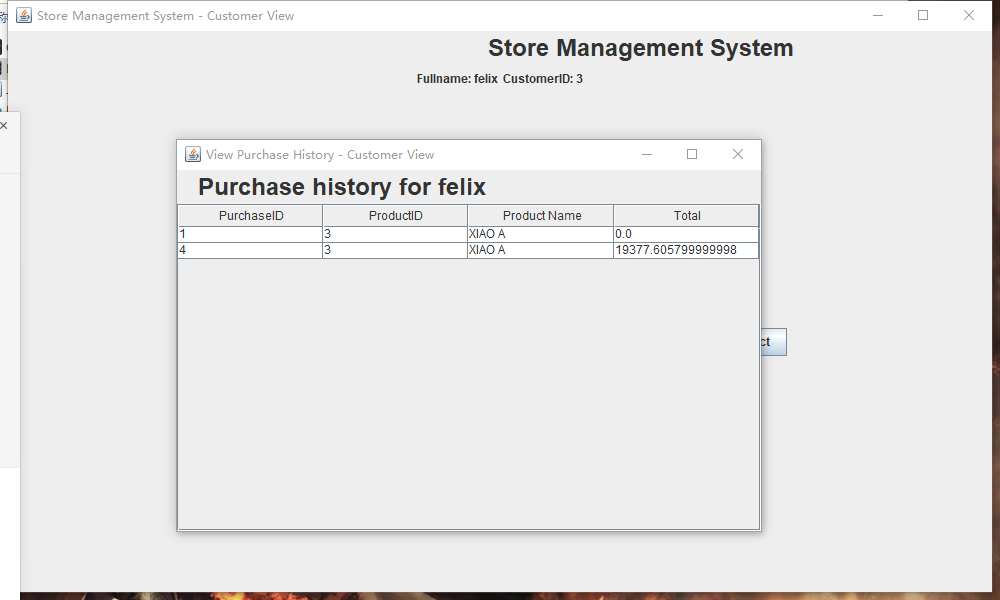 Store Management System - Customer View
Store Management System
Fullname: felix CustomerID: 3
View Purchase History - Customer View
Purchase history for felix
PurchaseID ProductID Product Name Total
1 3 XIAO A 0.0
4 3 XIAO A 19377.605799999998
ct